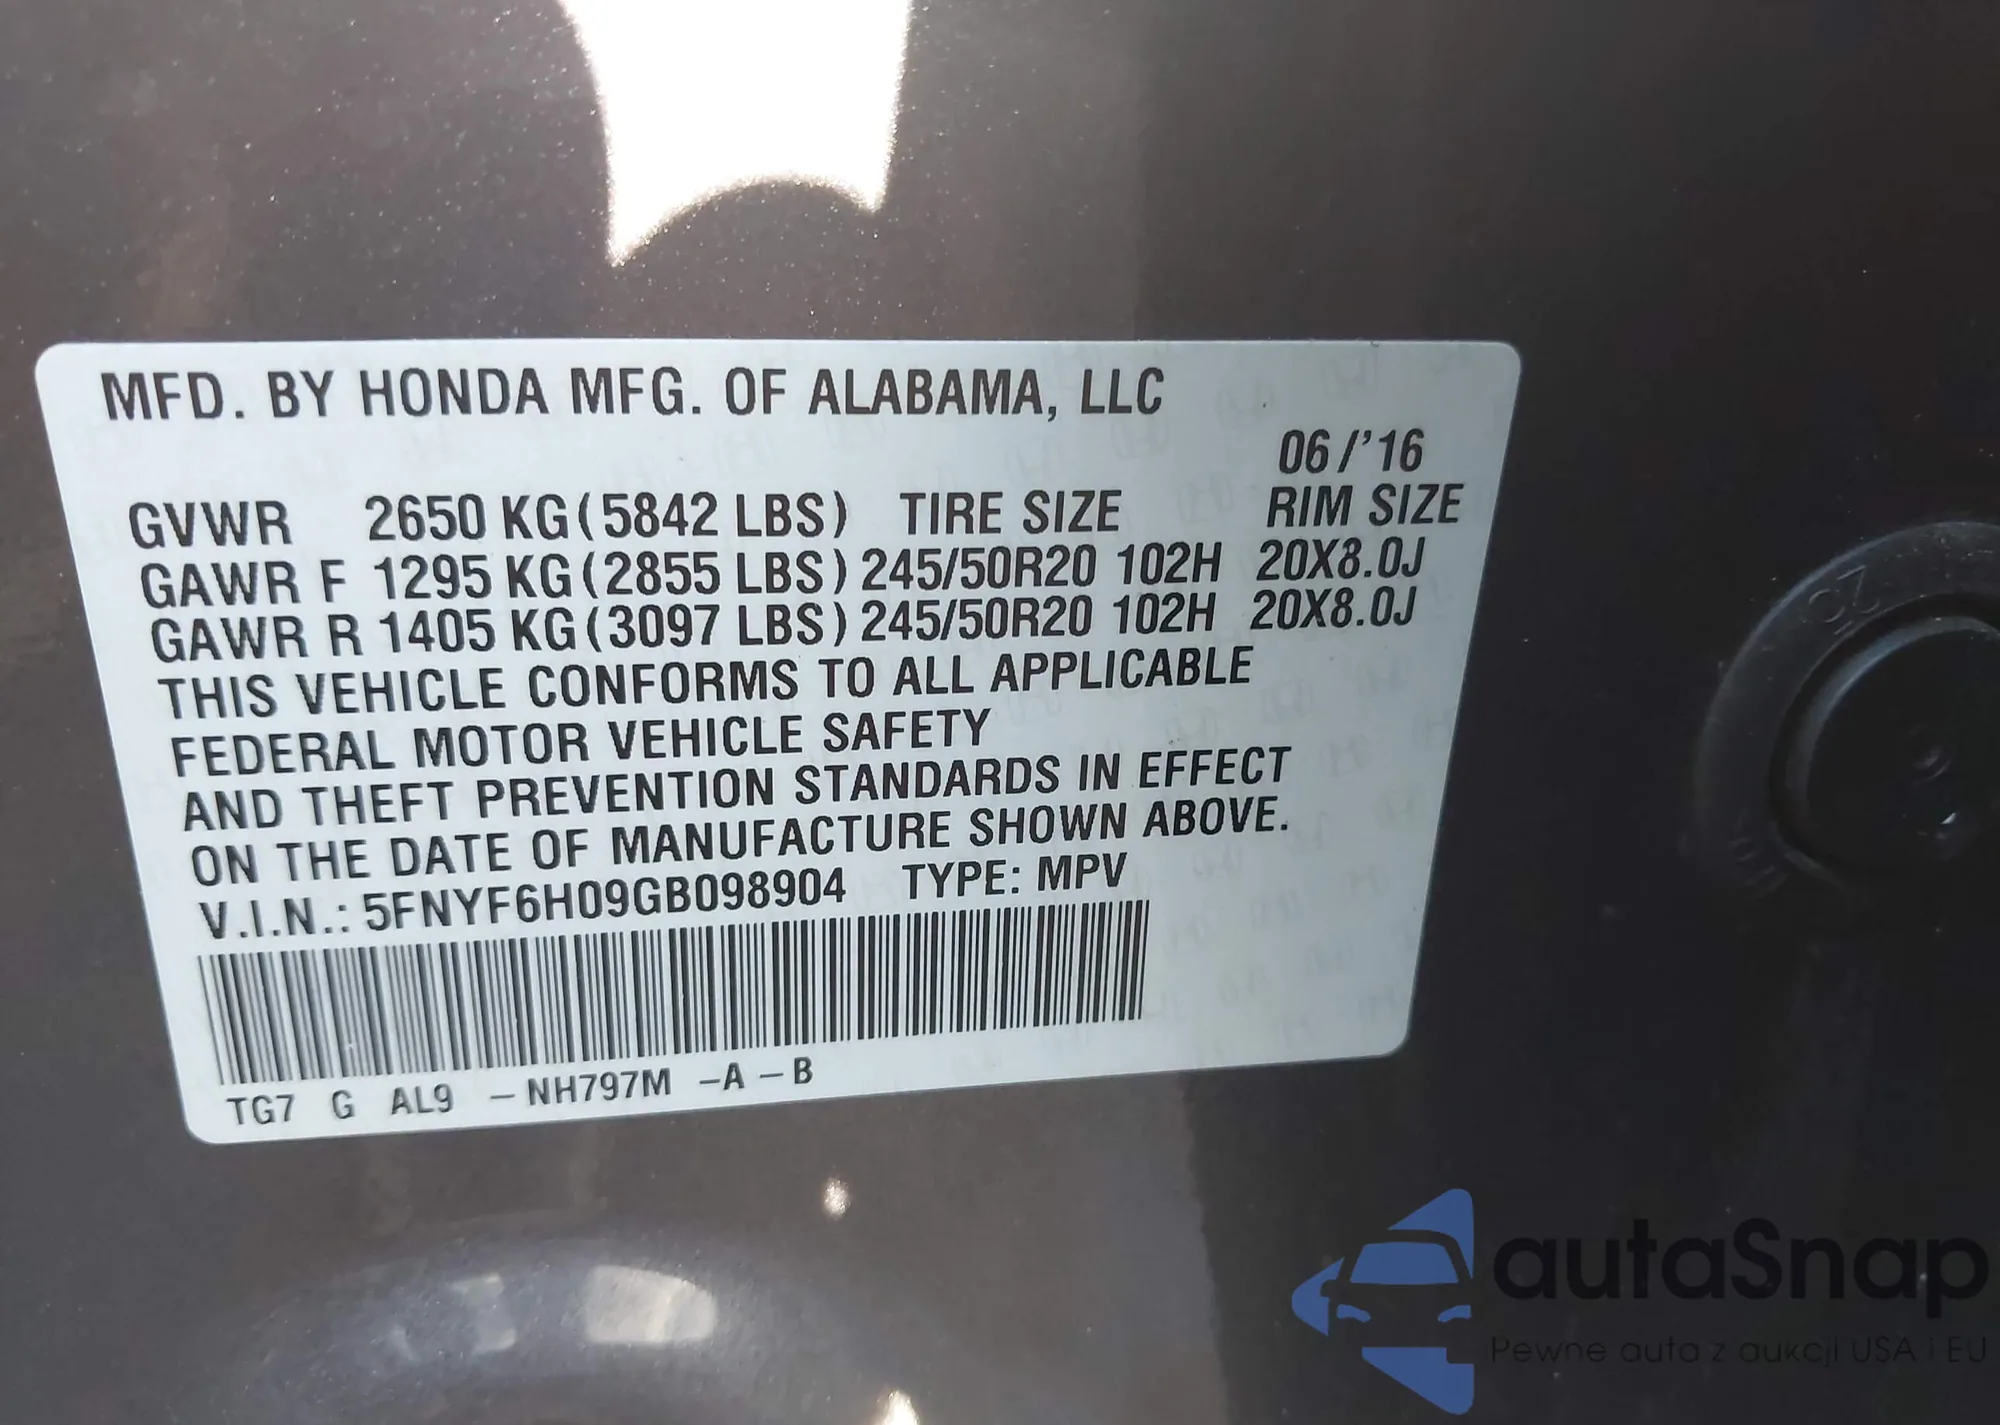 MFD. BY HONDA MFG. OF ALABAMA, LLC
06/'16
GVWR 2650 KG(5842 LBS) TIRE SIZE RIM SIZE
GAWR F 1295 KG(2855 LBS) 245/50R20 102H 20X8.0J
GAWR R 1405 KG(3097 LBS) 245/50R20 102H 20X8.0J
THIS VEHICLE CONFORMS TO ALL APPLICABLE
FEDERAL MOTOR VEHICLE SAFETY
AND THEFT PREVENTION STANDARDS IN EFFECT
ON THE DATE OF MANUFACTURE SHOWN ABOVE.
V.I.N.: 5FNYF6H09GB098904 TYPE: MPV
TG7 G AL9 -NH797M -A-B
autaSnap
Pewne auta z aukcji USA i EU